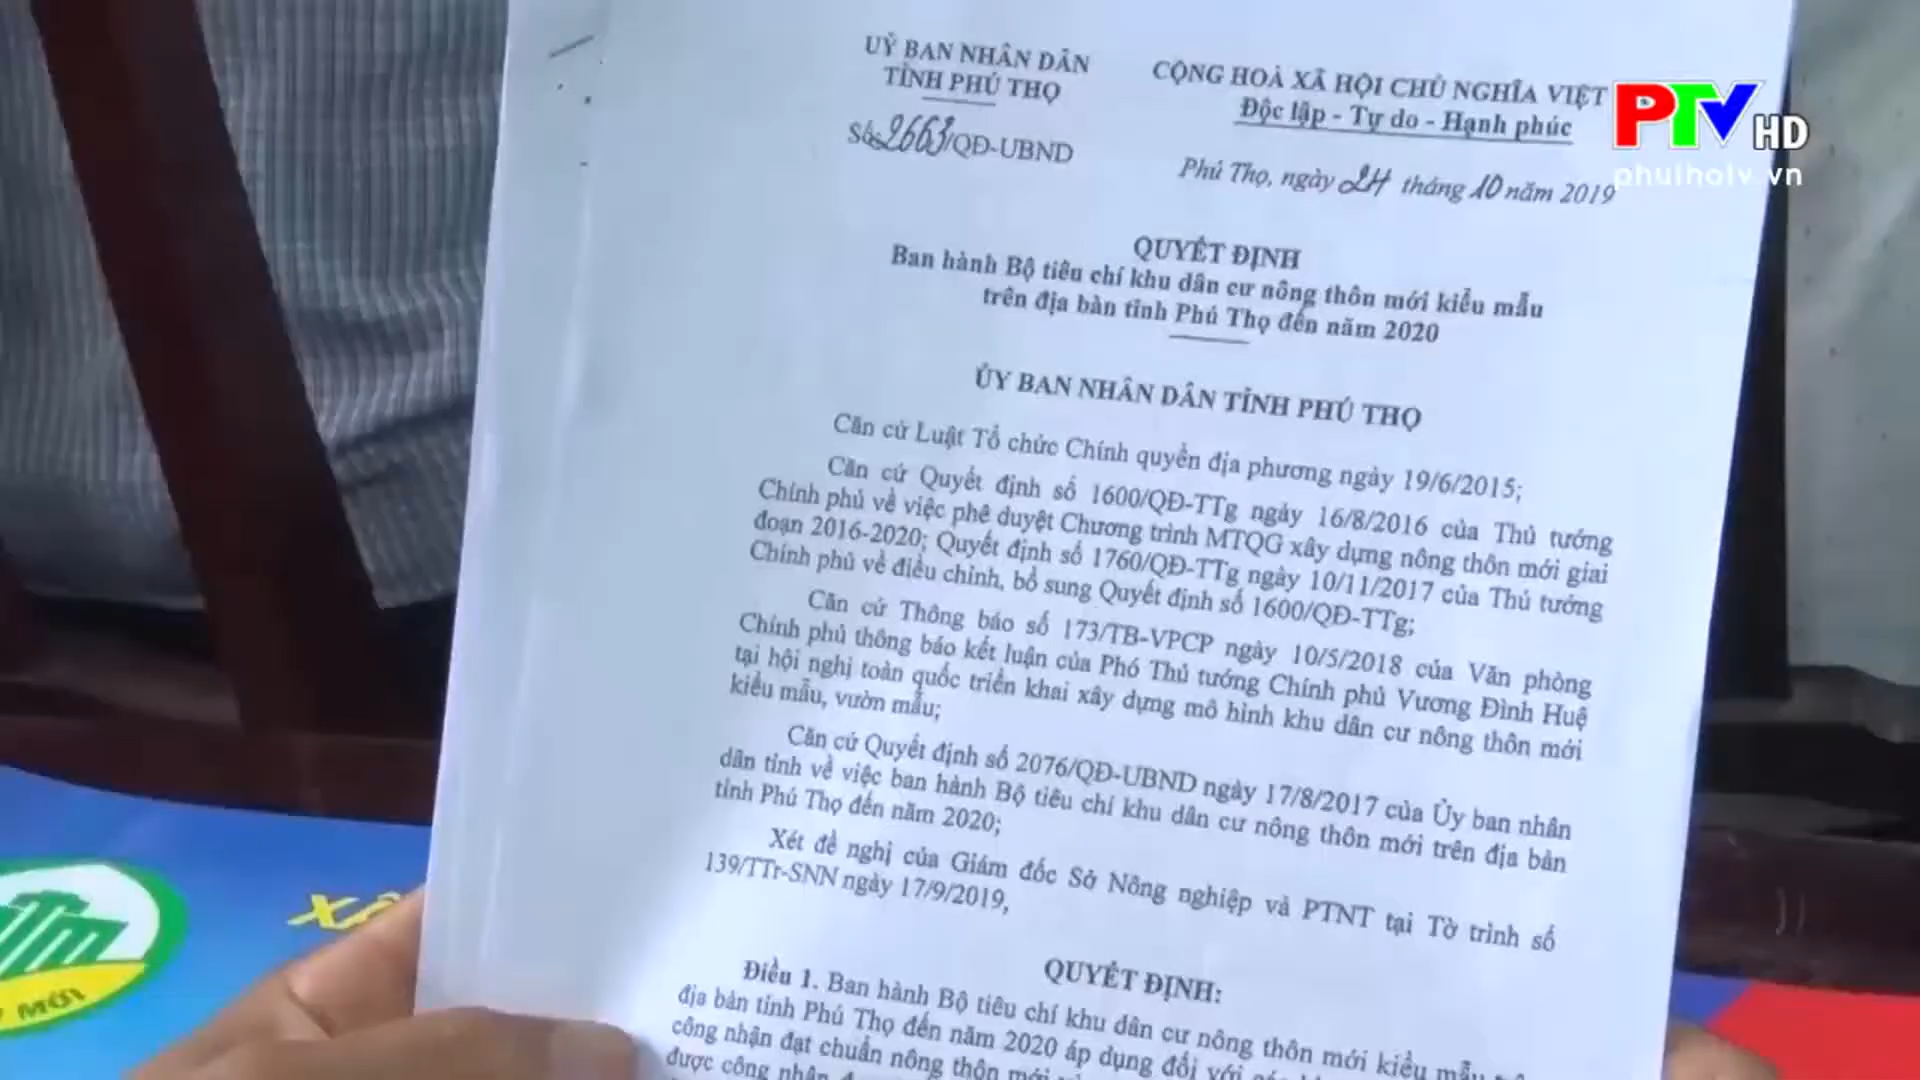 UỶ BAN NHÂN DÂN
TỈNH PHÚ THỌ
CỘNG HOÀ XÃ HỘI CHỦ NGHĨA VIỆT
Độc lập - Tự do - Hạnh phúc
PTV HD
phuthotv.vn
Số: 2663/QĐ-UBND
Phú Thọ, ngày 24 tháng 10 năm 2019
QUYẾT ĐỊNH
Ban hành Bộ tiêu chí khu dân cư nông thôn mới kiểu mẫu
trên địa bàn tỉnh Phú Thọ đến năm 2020
ỦY BAN NHÂN DÂN TỈNH PHÚ THỌ
Căn cứ Luật Tổ chức Chính quyền địa phương ngày 19/6/2015;
Căn cứ Quyết định số 1600/QĐ-TTg ngày 16/8/2016 của Thủ tướng
Chính phủ về việc phê duyệt Chương trình MTQG xây dựng nông thôn mới giai
đoạn 2016-2020; Quyết định số 1760/QĐ-TTg ngày 10/11/2017 của Thủ tướng
Chính phủ về điều chỉnh, bổ sung Quyết định số 1600/QĐ-TTg;
Căn cứ Thông báo số 173/TB-VPCP ngày 10/5/2018 của Văn phòng
Chính phủ thông báo kết luận của Phó Thủ tướng Chính phủ Vương Đình Huệ
tại hội nghị toàn quốc triển khai xây dựng mô hình khu dân cư nông thôn mới
kiểu mẫu, vườn mẫu;
Căn cứ Quyết định số 2076/QĐ-UBND ngày 17/8/2017 của Ủy ban nhân
dân tỉnh về việc ban hành Bộ tiêu chí khu dân cư nông thôn mới trên địa bàn
tỉnh Phú Thọ đến năm 2020;
Xét đề nghị của Giám đốc Sở Nông nghiệp và PTNT tại Tờ trình số
139/TTr-SNN ngày 17/9/2019,
QUYẾT ĐỊNH:
Điều 1. Ban hành Bộ tiêu chí khu dân cư nông thôn mới kiểu mẫu
địa bàn tỉnh Phú Thọ đến năm 2020 áp dụng đối với
công nhận đạt chuẩn nông thôn mới
được công nhận
XÂ
MỚI